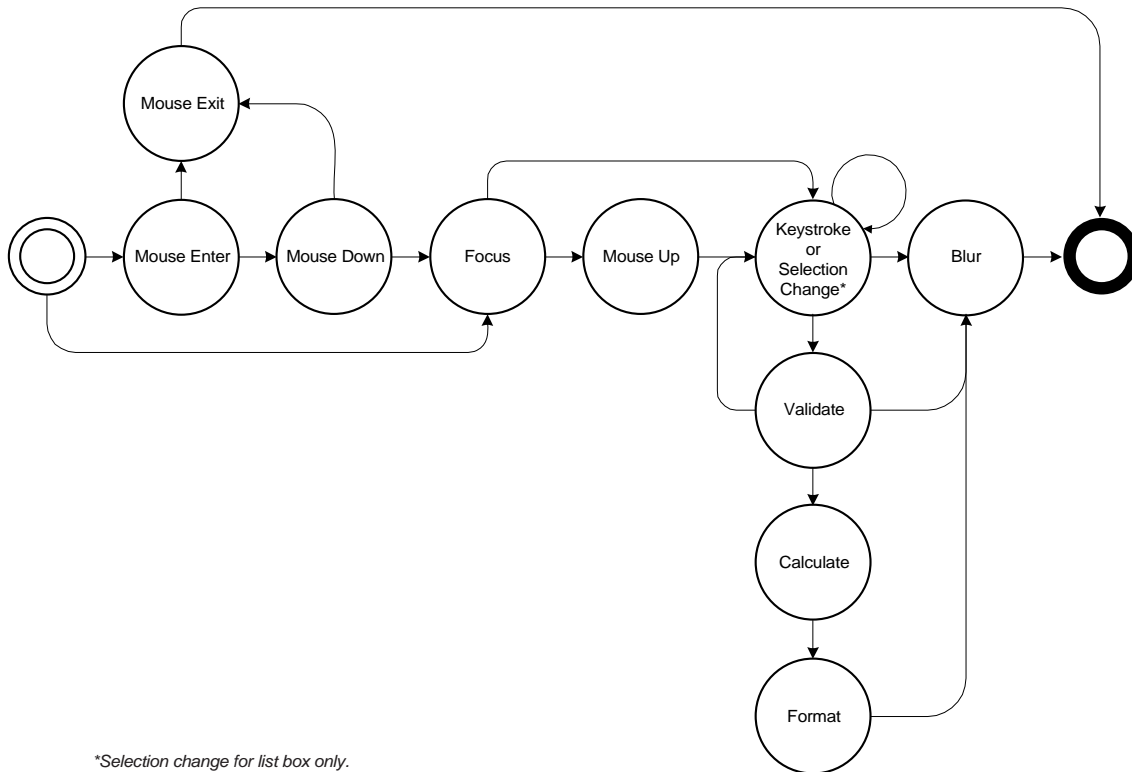 Mouse Exit
Mouse Enter
Mouse Down
Focus
Mouse Up
Keystroke
or
Selection
Change*
Blur
Validate
Calculate
Format
*Selection change for list box only.